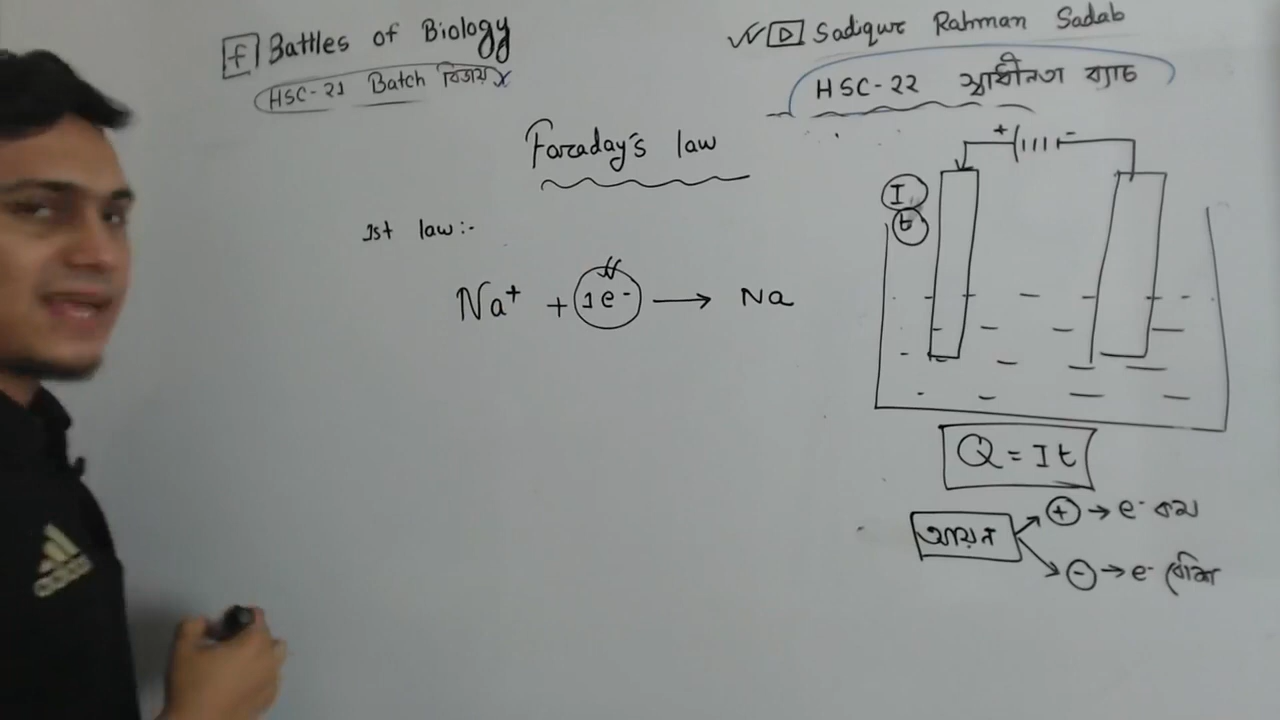 f Battles of Biology
HSC-21 Batch বিজয়
Sadiqur Rahman Sadab
HSC-22 স্বাধীনতা ব্যাচ
Faraday's law
1st law:-
Na⁺ + 1e⁻ → Na
+ -
I
t
Q = It
আয়ন
+ → e⁻ কম
- → e⁻ বেশি
adidas